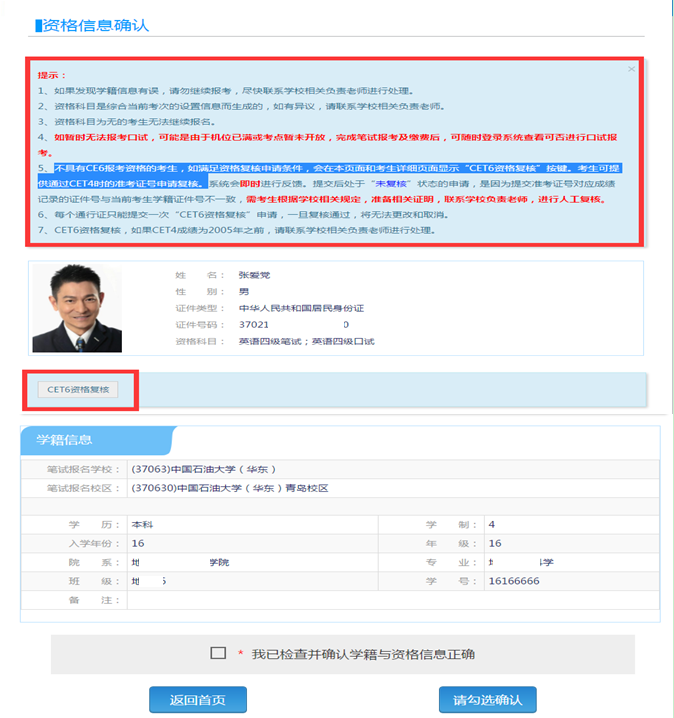 资格信息确认
×
提示：
1、如果发现学籍信息有误，请勿继续报考，尽快联系学校相关负责老师进行处理。
2、资格科目是综合当前考次的设置信息而生成的，如有异议，请联系学校相关负责老师。
3、资格科目为无的考生无法继续报名。
4、如暂时无法报考口试，可能是由于机位已满或考点暂未开放，完成笔试报考及缴费后，可随时登录系统查看可否进行口试报
考。
5、不具有CE6报考资格的考生，如满足资格复核申请条件，会在本页面和考生详细页面显示“CET6资格复核”按键。考生可提
供通过CET4时的准考证号申请复核。系统会即时进行反馈。提交后处于“未复核”状态的申请，是因为提交准考证号对应成绩
记录的证件号与当前考生学籍证件号不一致，需考生根据学校相关规定，准备相关证明，联系学校负责老师，进行人工复核。
6、每个通行证只能提交一次“CET6资格复核”申请，一旦复核通过，将无法更改和取消。
7、CET6资格复核，如果CET4成绩为2005年之前，请联系学校相关负责老师进行处理。
姓 名： 张爱党
性 别： 男
证件类型： 中华人民共和国居民身份证
证件号码： 37021 0
资格科目： 英语四级笔试；英语四级口试
CET6资格复核
学籍信息
笔试报名学校： (37063)中国石油大学（华东）
笔试报名校区： (370630)中国石油大学（华东）青岛校区
学 历： 本科 学 制： 4
入学年份： 16 年 级： 16
院 系： 地 学院 专 业： 学
班 级： 地 学 号： 16166666
备 注：
* 我已检查并确认学籍与资格信息正确
返回首页 请勾选确认